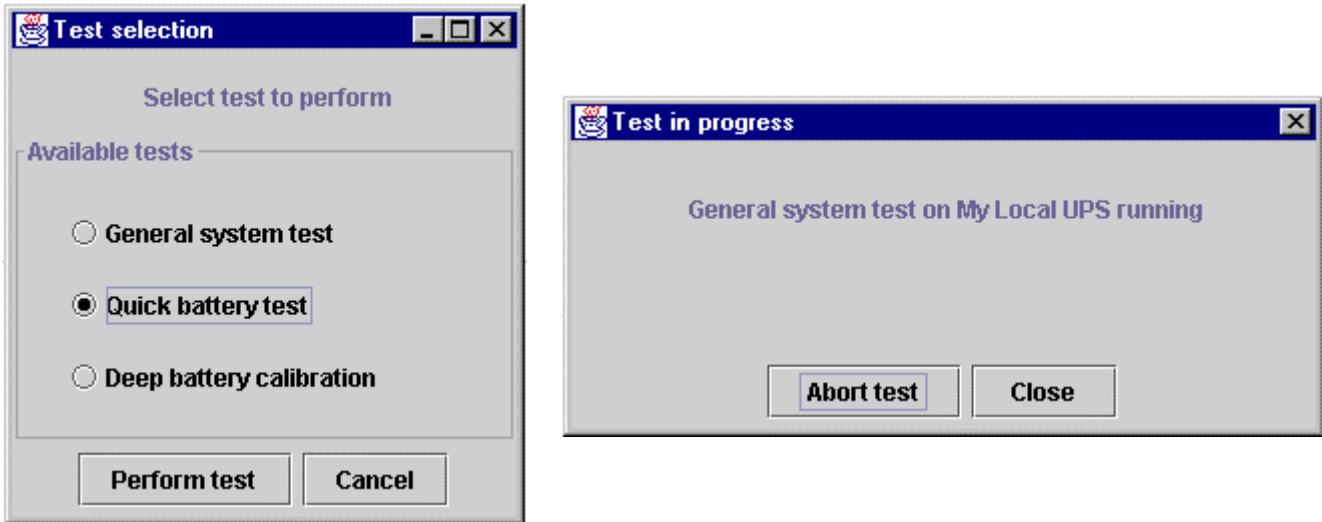 Test selection
Select test to perform
Available tests
General system test
Quick battery test
Deep battery calibration
Perform test
Cancel
Test in progress
General system test on My Local UPS running
Abort test
Close